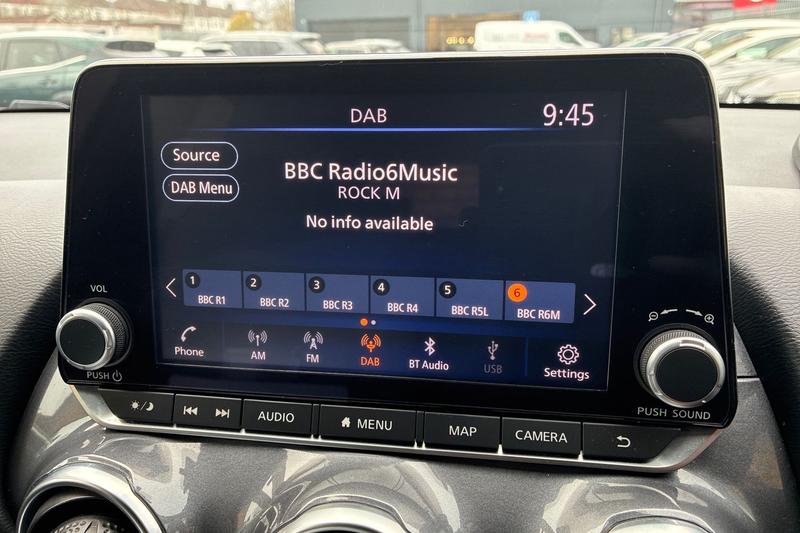 DAB
9:45
Source
DAB Menu
BBC Radio6Music
ROCK M
No info available
1
BBC R1
2
BBC R2
3
BBC R3
4
BBC R4
5
BBC R5L
6
BBC R6M
Phone
AM
FM
DAB
BT Audio
USB
Settings
VOL
PUSH
PUSH SOUND
AUDIO
MENU
MAP
CAMERA